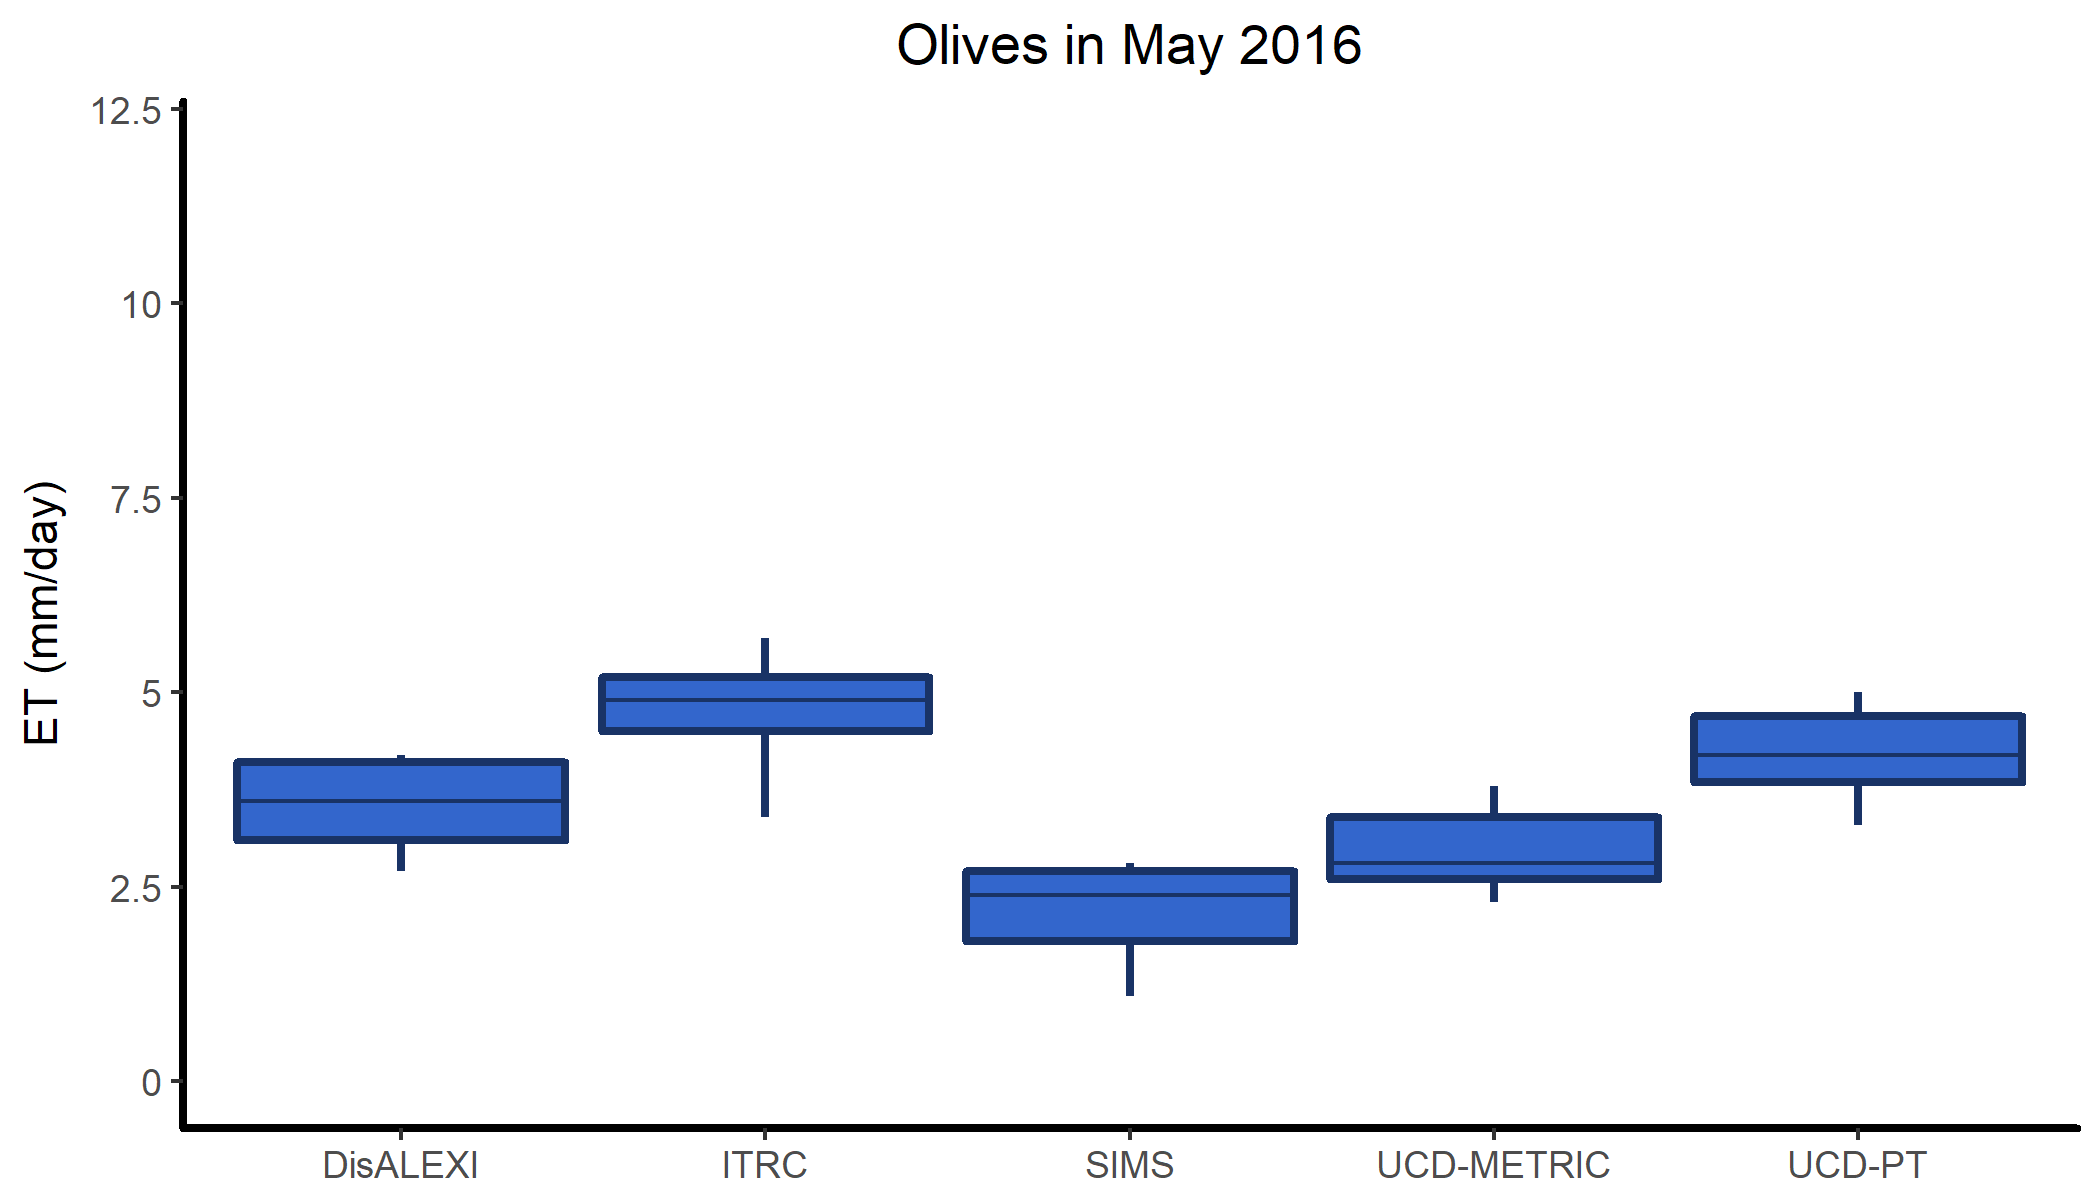 Olives in May 2016
ET (mm/day)
12.5
10
7.5
5
2.5
0
DisALEXI ITRC SIMS UCD-METRIC UCD-PT